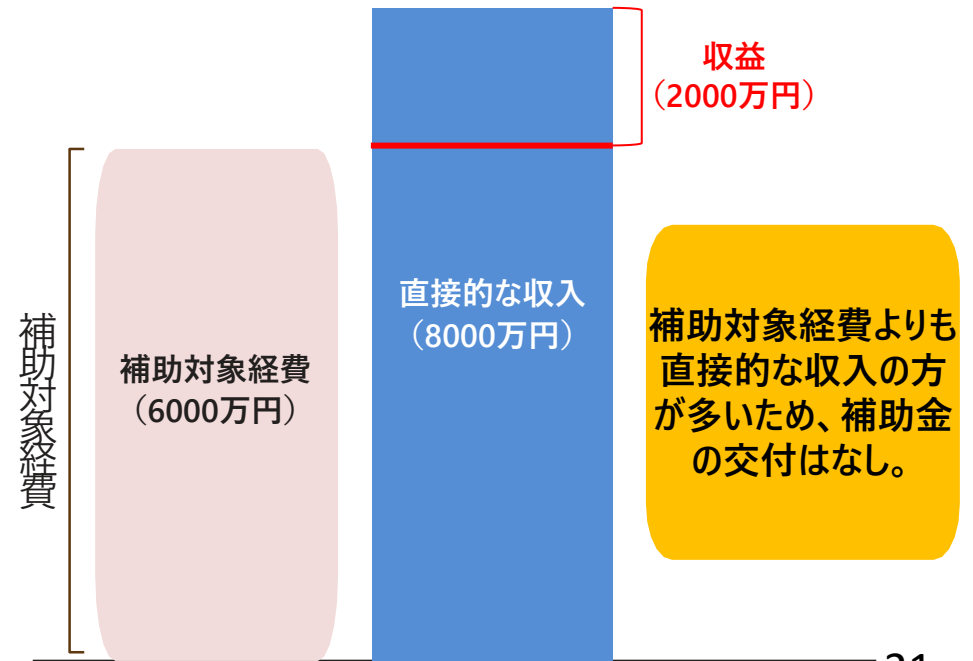 収益
（2000万円）
直接的な収入
（8000万円）
補助対象経費
補助対象経費
（6000万円）
補助対象経費よりも
直接的な収入の方
が多いため、補助金
の交付はなし。